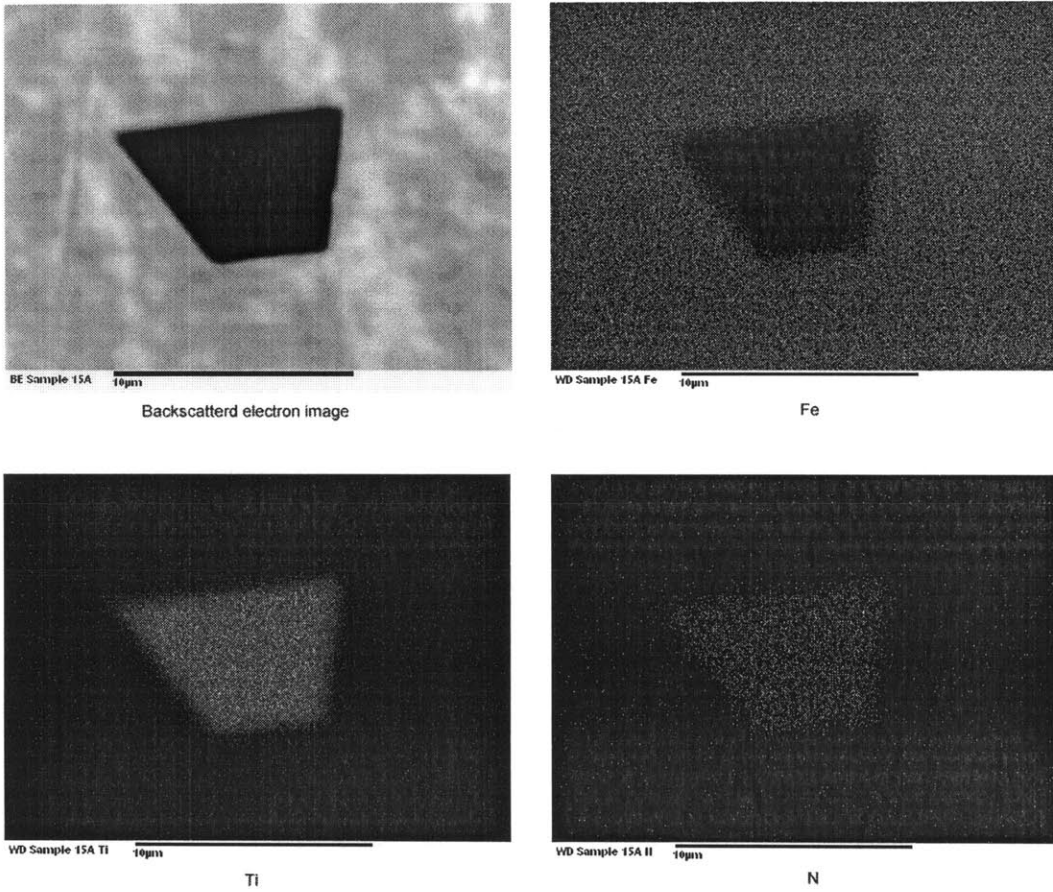 BE Sample 15A 10µm
WD Sample 15A Fe 10µm
Backscatterd electron image
Fe
WD Sample 15A Ti 10µm
WD Sample 15A N 10µm
Ti
N